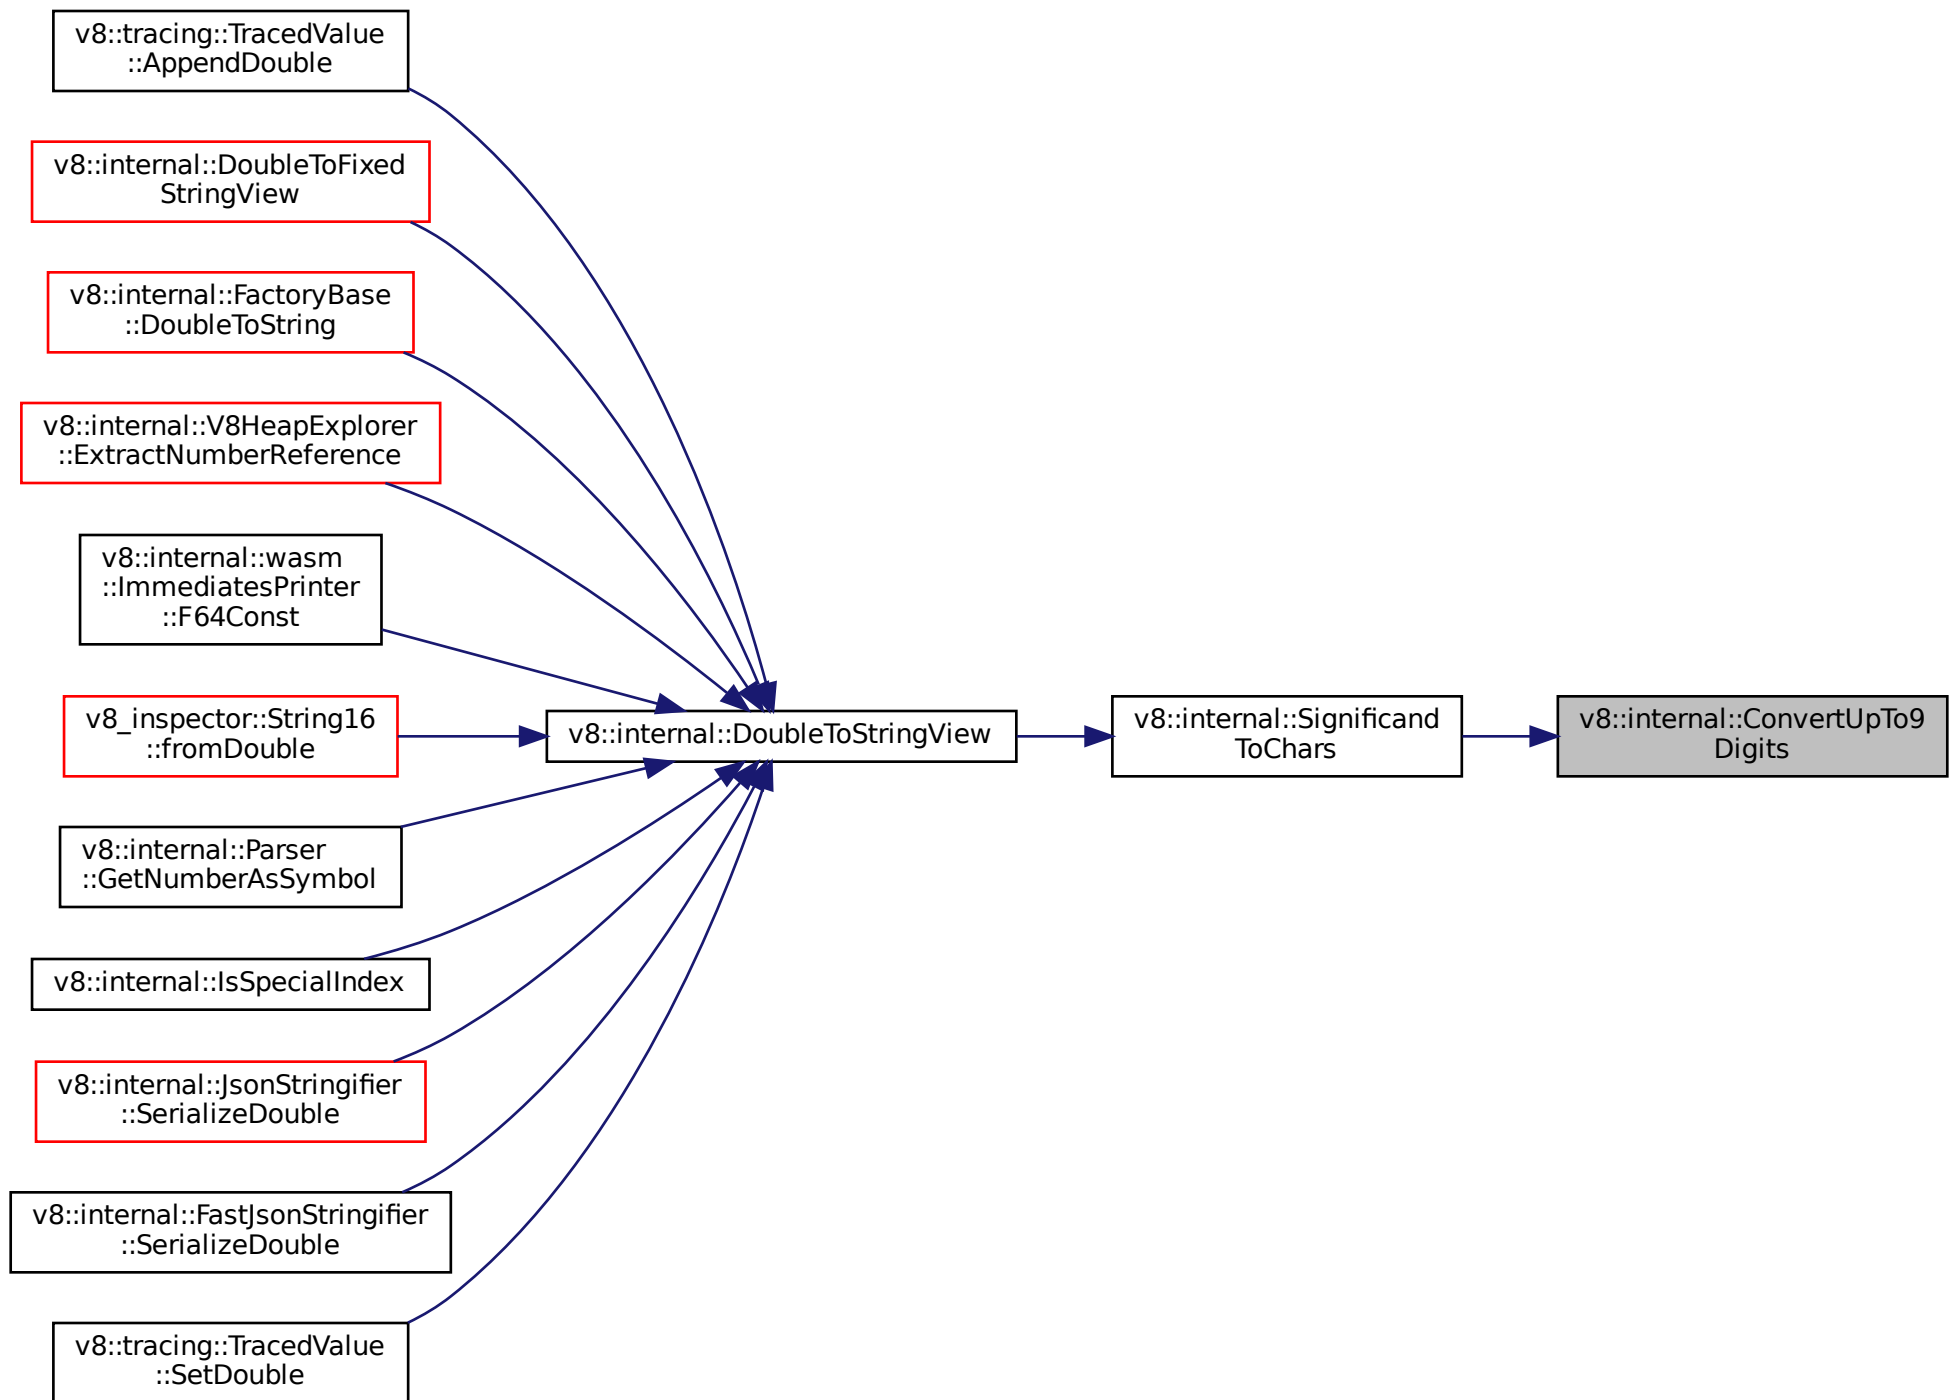 v8::tracing::TracedValue
::AppendDouble
v8::internal::DoubleToFixed
StringView
v8::internal::FactoryBase
::DoubleToString
v8::internal::V8HeapExplorer
::ExtractNumberReference
v8::internal::wasm
::ImmediatesPrinter
::F64Const
v8_inspector::String16
::fromDouble
v8::internal::Parser
::GetNumberAsSymbol
v8::internal::IsSpecialIndex
v8::internal::JsonStringifier
::SerializeDouble
v8::internal::FastJsonStringifier
::SerializeDouble
v8::tracing::TracedValue
::SetDouble
v8::internal::DoubleToStringView
v8::internal::Significand
ToChars
v8::internal::ConvertUpTo9
Digits